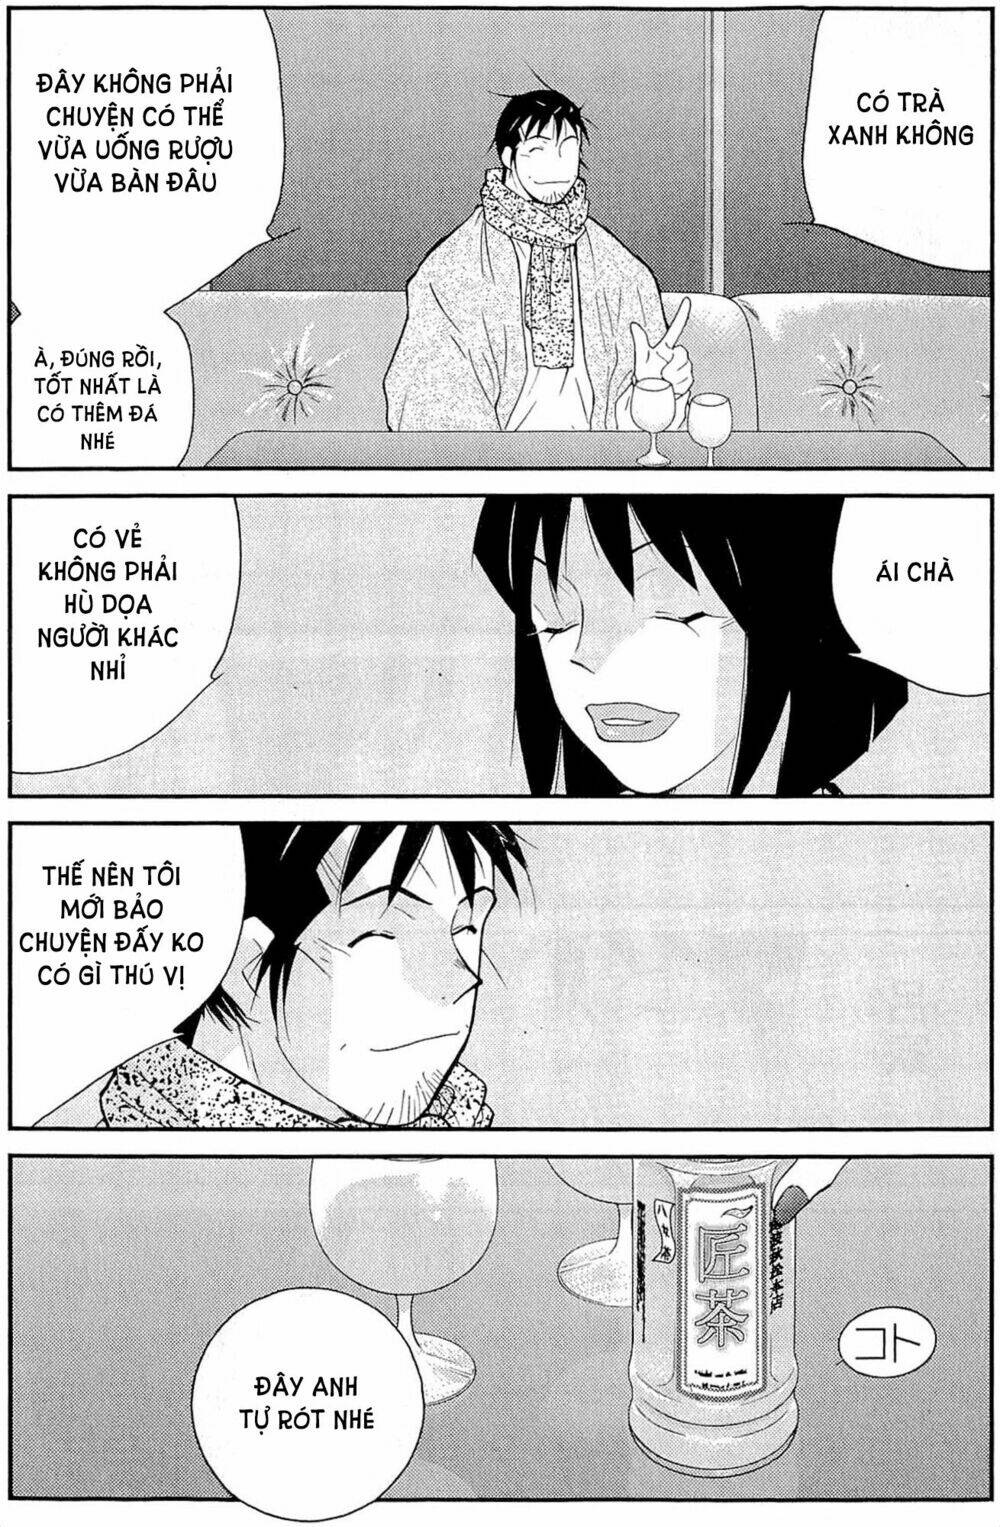 CÓ TRÀ
XANH KHÔNG
ĐÂY KHÔNG PHẢI
CHUYỆN CÓ THỂ
VỪA UỐNG RƯỢU
VỪA BÀN ĐÂU
À, ĐÚNG RỒI,
TỐT NHẤT LÀ
CÓ THÊM ĐÁ
NHÉ
ÁI CHÀ
CÓ VẺ
KHÔNG PHẢI
HÙ DỌA
NGƯỜI KHÁC
NHỈ
THẾ NÊN TÔI
MỚI BẢO
CHUYỆN ĐẤY KO
CÓ GÌ THÚ VỊ
八女茶
匠茶
コト
ĐÂY ANH
TỰ RÓT NHÉ